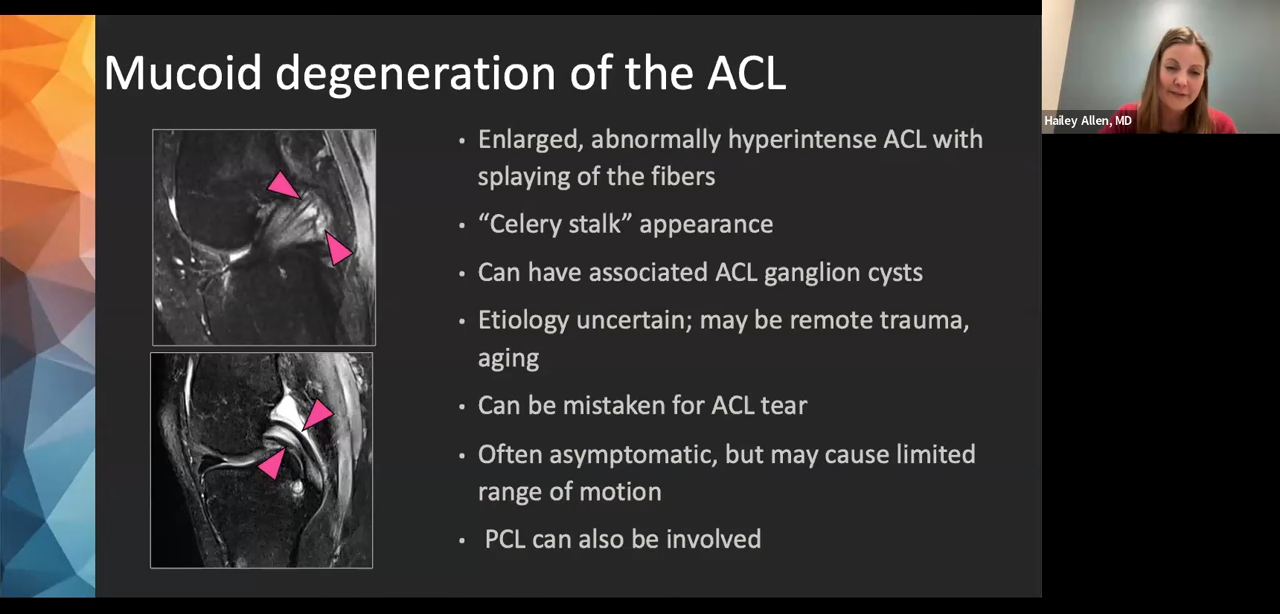 Mucoid degeneration of the ACL
Hailey Allen, MD
• Enlarged, abnormally hyperintense ACL with
splaying of the fibers
• “Celery stalk” appearance
• Can have associated ACL ganglion cysts
• Etiology uncertain; may be remote trauma,
aging
• Can be mistaken for ACL tear
• Often asymptomatic, but may cause limited
range of motion
• PCL can also be involved